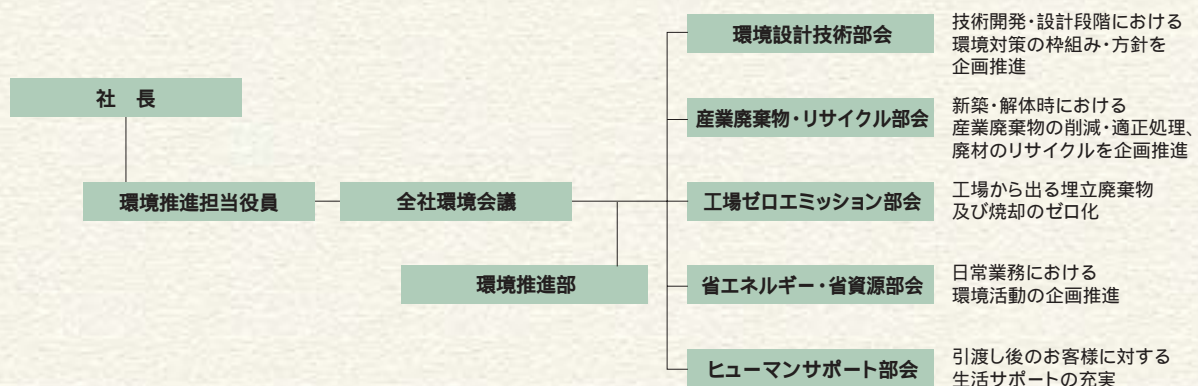 社　長
環境推進担当役員
全社環境会議
環境推進部
環境設計技術部会
技術開発・設計段階における
環境対策の枠組み・方針を
企画推進
産業廃棄物・リサイクル部会
新築・解体時における
産業廃棄物の削減・適正処理、
廃材のリサイクルを企画推進
工場ゼロエミッション部会
工場から出る埋立廃棄物
及び焼却のゼロ化
省エネルギー・省資源部会
日常業務における
環境活動の企画推進
ヒューマンサポート部会
引渡し後のお客様に対する
生活サポートの充実